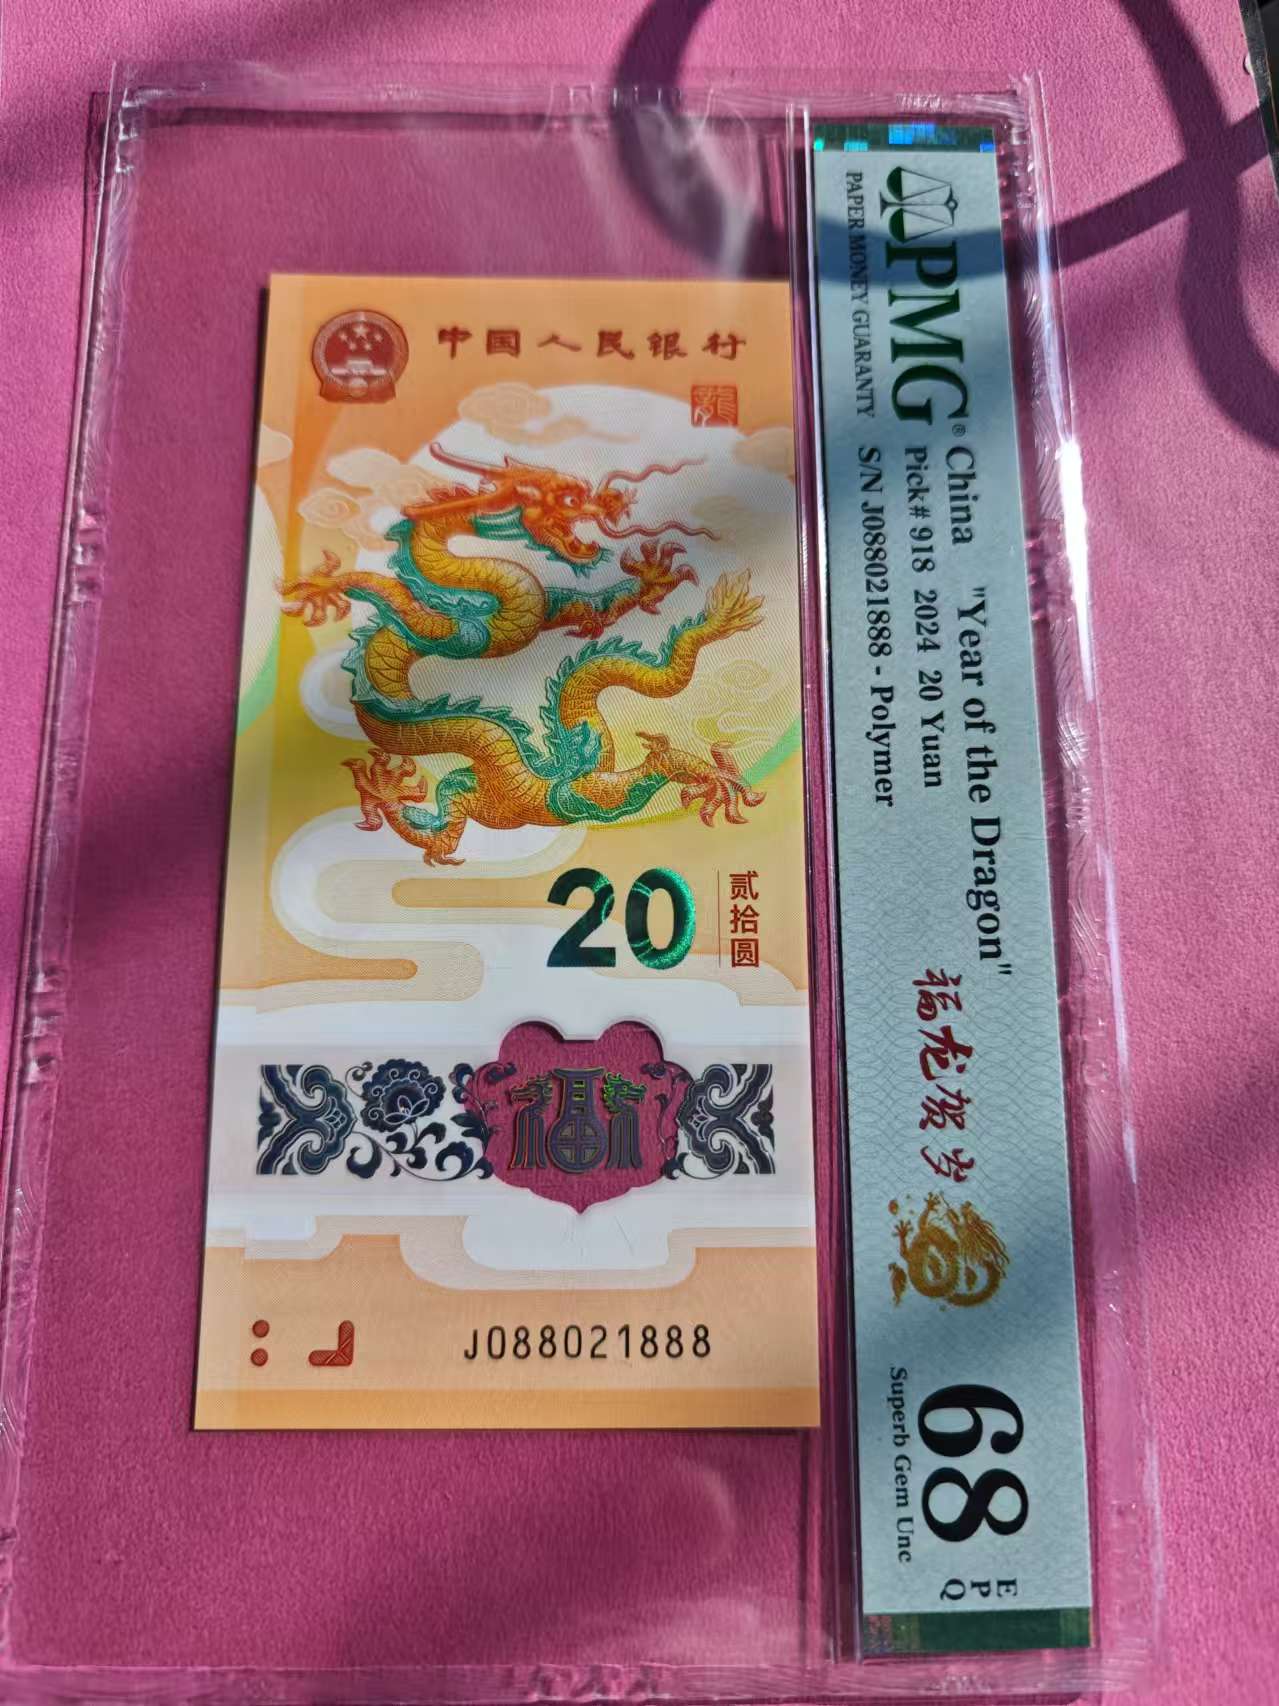 中国人民银行
龍
20
贰拾圆
福
J088021888
PMG®
PAPER MONEY GUARANTY
China "Year of the Dragon"
Pick# 918 2024 20 Yuan
S/N J088021888 - Polymer
福龙贺岁
68
EPQ
Superb Gem Unc